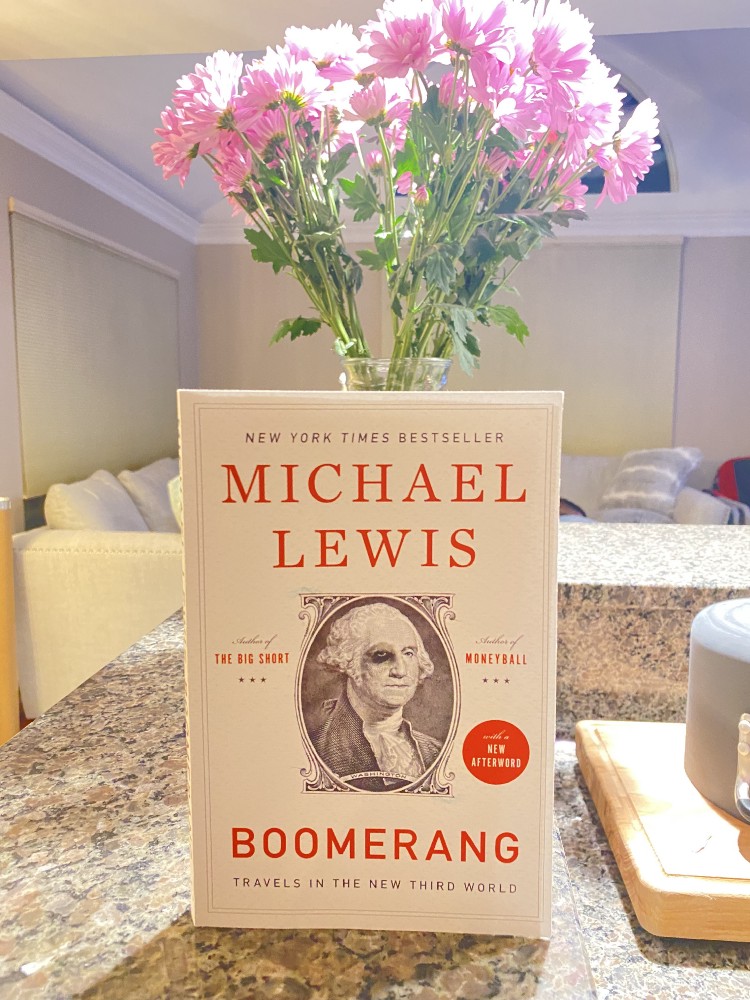 NEW YORK TIMES BESTSELLER
MICHAEL
LEWIS
Author of
THE BIG SHORT
Author of
MONEYBALL
WASHINGTON
with a
NEW
AFTERWORD
BOOMERANG
TRAVELS IN THE NEW THIRD WORLD